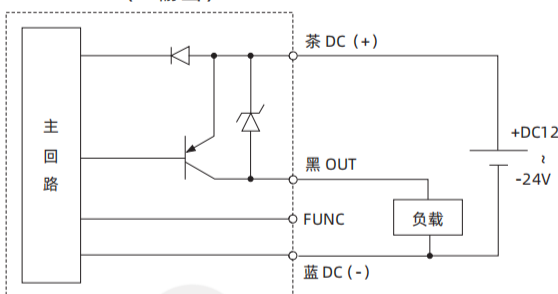 茶 DC (+)
主
回
路
+DC12
~
-24V
黑 OUT
FUNC
负载
蓝 DC (-)